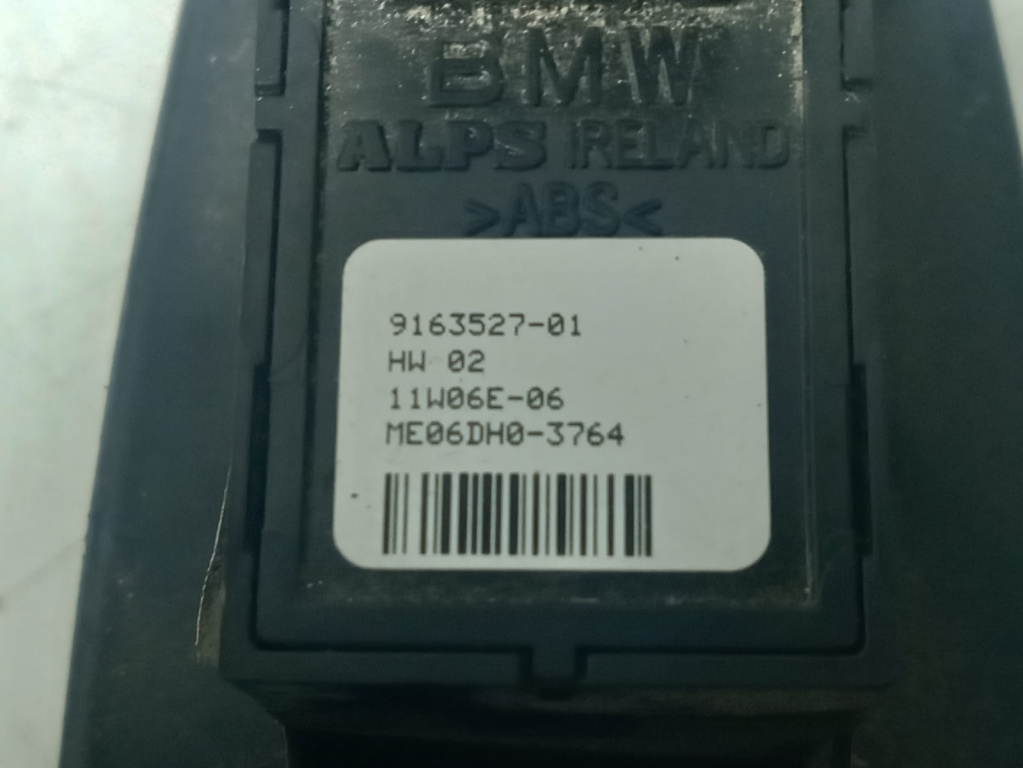 BMW
ALPS IRELAND
>ABS<
9163527-01
HW 02
11W06E-06
ME06DH0-3764